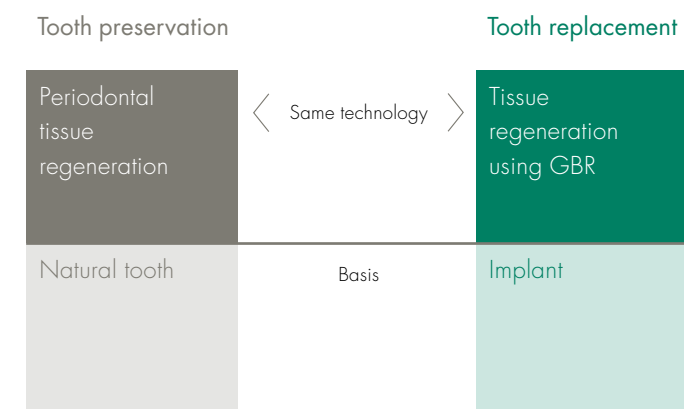 Tooth preservation
Tooth replacement
Periodontal
tissue
regeneration
Same technology
Tissue
regeneration
using GBR
Natural tooth
Basis
Implant